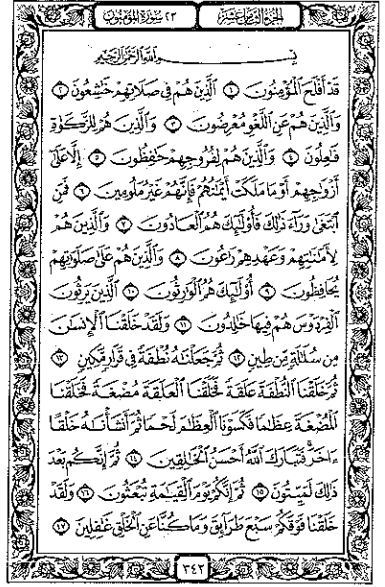 الجزء الثامن عشر
٢٣ سورة المؤمنون
بِسْمِ اللَّهِ الرَّحْمَٰنِ الرَّحِيمِ
قَدْ أَفْلَحَ الْمُؤْمِنُونَ ١ الَّذِينَ هُمْ فِي صَلَاتِهِمْ خَاشِعُونَ ٢
وَالَّذِينَ هُمْ عَنِ اللَّغْوِ مُعْرِضُونَ ٣ وَالَّذِينَ هُمْ لِلزَّكَوٰةِ
فَاعِلُونَ ٤ وَالَّذِينَ هُمْ لِفُرُوجِهِمْ حَافِظُونَ ٥ إِلَّا عَلَىٰ
أَزْوَاجِهِمْ أَوْ مَا مَلَكَتْ أَيْمَانُهُمْ فَإِنَّهُمْ غَيْرُ مَلُومِينَ ٦ فَمَنِ
ابْتَغَىٰ وَرَاءَ ذَٰلِكَ فَأُولَٰئِكَ هُمُ الْعَادُونَ ٧ وَالَّذِينَ هُمْ
لِأَمَانَاتِهِمْ وَعَهْدِهِمْ رَاعُونَ ٨ وَالَّذِينَ هُمْ عَلَىٰ صَلَوَاتِهِمْ
يُحَافِظُونَ ٩ أُولَٰئِكَ هُمُ الْوَارِثُونَ ١٠ الَّذِينَ يَرِثُونَ
الْفِرْدَوْسَ هُمْ فِيهَا خَالِدُونَ ١١ وَلَقَدْ خَلَقْنَا الْإِنسَانَ
مِن سُلَالَةٍ مِّن طِينٍ ١٢ ثُمَّ جَعَلْنَاهُ نُطْفَةً فِي قَرَارٍ مَّكِينٍ ١٣
ثُمَّ خَلَقْنَا النُّطْفَةَ عَلَقَةً فَخَلَقْنَا الْعَلَقَةَ مُضْغَةً فَخَلَقْنَا
الْمُضْغَةَ عِظَامًا فَكَسَوْنَا الْعِظَامَ لَحْمًا ثُمَّ أَنشَأْنَاهُ خَلْقًا
ءَاخَرَ فَتَبَارَكَ اللَّهُ أَحْسَنُ الْخَالِقِينَ ١٤ ثُمَّ إِنَّكُم بَعْدَ
ذَٰلِكَ لَمَيِّتُونَ ١٥ ثُمَّ إِنَّكُمْ يَوْمَ الْقِيَامَةِ تُبْعَثُونَ ١٦ وَلَقَدْ
خَلَقْنَا فَوْقَكُمْ سَبْعَ طَرَائِقَ وَمَا كُنَّا عَنِ الْخَلْقِ غَافِلِينَ ١٧
٣٤٢